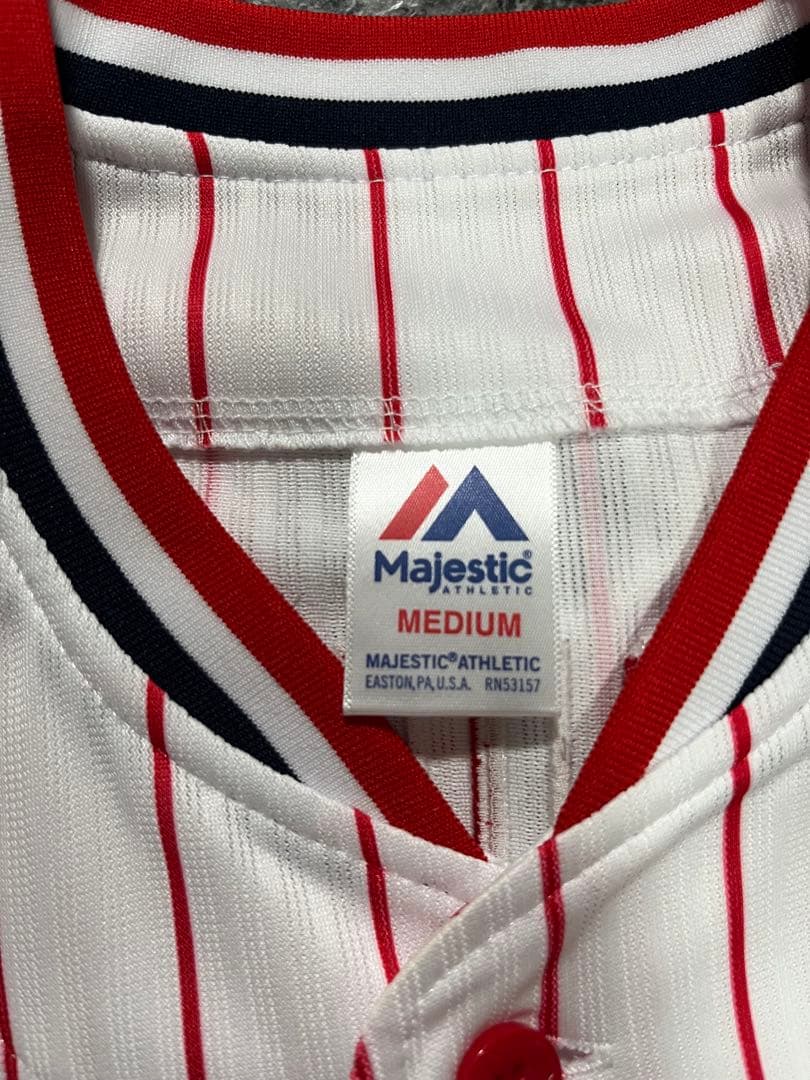 Majestic®
ATHLETIC
MEDIUM
MAJESTIC®ATHLETIC
EASTON,PA,U.S.A. RN53157